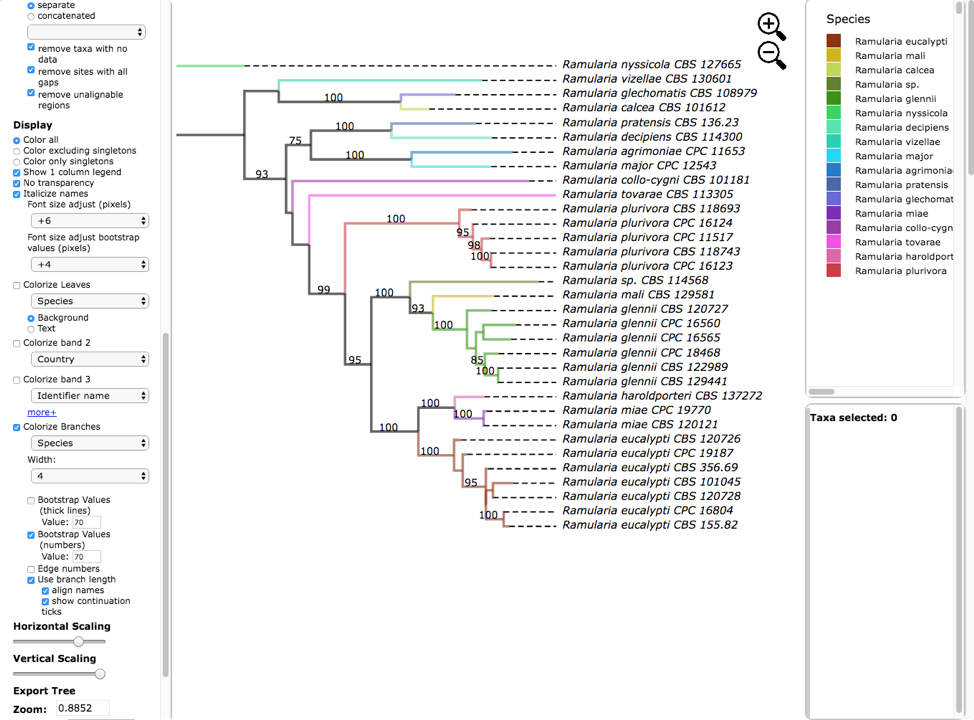 separate
concatenated
remove taxa with no
data
remove sites with all
gaps
remove unalignable
regions
Display
Color all
Color excluding singletons
Color only singletons
Show 1 column legend
No transparency
Italicize names
Font size adjust (pixels)
+6
Font size adjust bootstrap
values (pixels)
+4
Colorize Leaves
Species
Background
Text
Colorize band 2
Country
Colorize band 3
Identifier name
more+
Colorize Branches
Species
Width:
4
Bootstrap Values
(thick lines)
Value: 70
Bootstrap Values
(numbers)
Value: 70
Edge numbers
Use branch length
align names
show continuation
ticks
Horizontal Scaling
Vertical Scaling
Export Tree
Zoom: 0.8852
Ramularia nyssicola CBS 127665
Ramularia vizellae CBS 130601
100 Ramularia glechomatis CBS 108979
Ramularia calcea CBS 101612
100 Ramularia pratensis CBS 136.23
75 Ramularia decipiens CBS 114300
100 Ramularia agrimoniae CPC 11653
Ramularia major CPC 12543
93 Ramularia collo-cygni CBS 101181
Ramularia tovarae CBS 113305
Ramularia plurivora CBS 118693
100 Ramularia plurivora CPC 16124
95 Ramularia plurivora CPC 11517
98 Ramularia plurivora CBS 118743
100 Ramularia plurivora CPC 16123
Ramularia sp. CBS 114568
99 100 Ramularia mali CBS 129581
93 Ramularia glennii CBS 120727
100 Ramularia glennii CPC 16560
Ramularia glennii CPC 16565
95 85 Ramularia glennii CPC 18468
100 Ramularia glennii CBS 122989
Ramularia glennii CBS 129441
Ramularia haroldporteri CBS 137272
100 Ramularia miae CPC 19770
100 Ramularia miae CBS 120121
100 Ramularia eucalypti CBS 120726
100 Ramularia eucalypti CPC 19187
Ramularia eucalypti CBS 356.69
95 Ramularia eucalypti CBS 101045
Ramularia eucalypti CBS 120728
100 Ramularia eucalypti CPC 16804
Ramularia eucalypti CBS 155.82
Species
Ramularia eucalypti
Ramularia mali
Ramularia calcea
Ramularia sp.
Ramularia glennii
Ramularia nyssicola
Ramularia decipiens
Ramularia vizellae
Ramularia major
Ramularia agrimonia
Ramularia pratensis
Ramularia glechomat
Ramularia miae
Ramularia collo-cygn
Ramularia tovarae
Ramularia haroldport
Ramularia plurivora
Taxa selected: 0